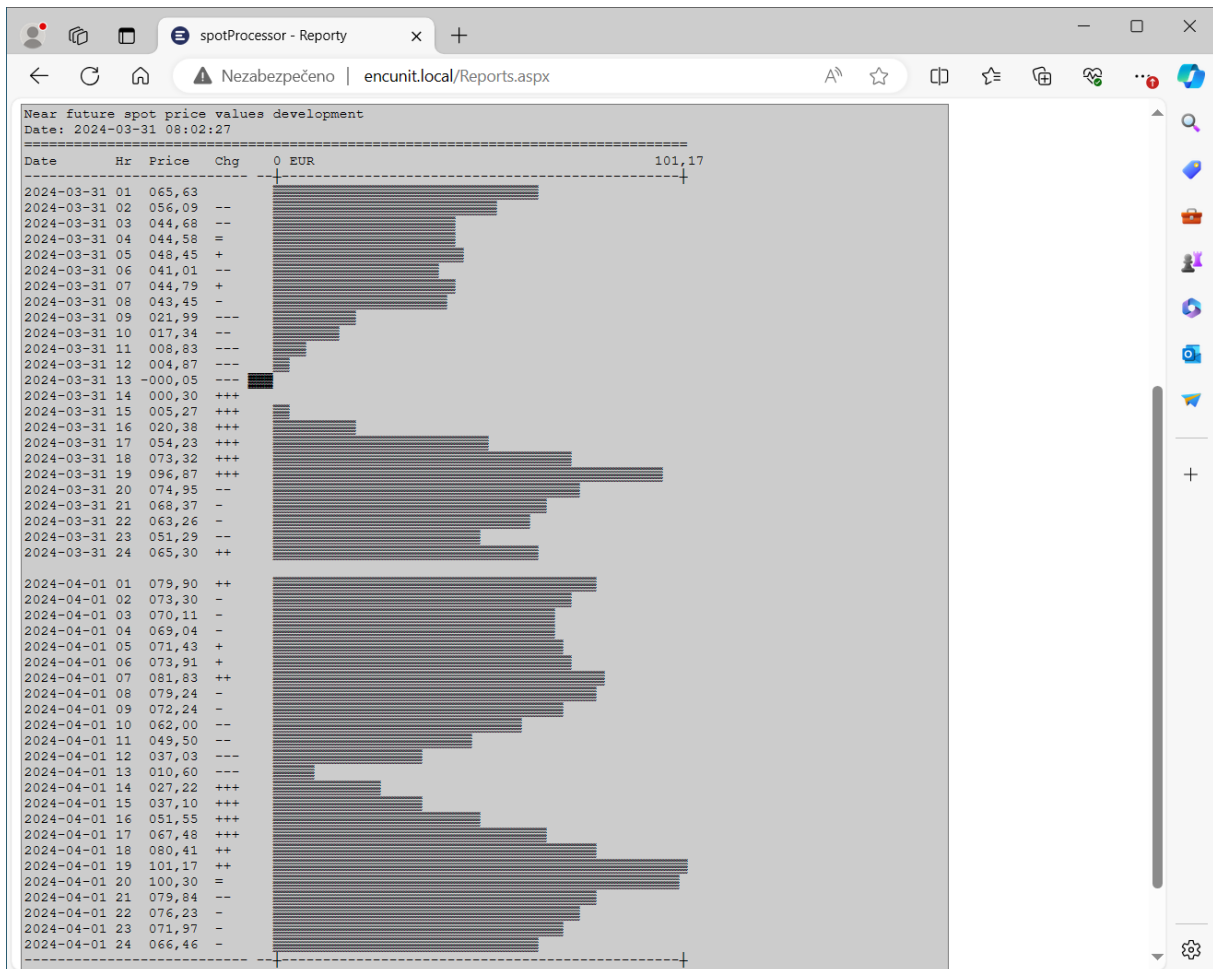 spotProcessor - Reporty
Nezabezpečeno | encunit.local/Reports.aspx
Near future spot price values development
Date: 2024-03-31 08:02:27
Date Hr Price Chg 0 EUR 101,17
2024-03-31 01 065,63
2024-03-31 02 056,09 --
2024-03-31 03 044,68 --
2024-03-31 04 044,58 =
2024-03-31 05 048,45 +
2024-03-31 06 041,01 --
2024-03-31 07 044,79 +
2024-03-31 08 043,45 -
2024-03-31 09 021,99 ---
2024-03-31 10 017,34 --
2024-03-31 11 008,83 ---
2024-03-31 12 004,87 ---
2024-03-31 13 -000,05 ---
2024-03-31 14 000,30 +++
2024-03-31 15 005,27 +++
2024-03-31 16 020,38 +++
2024-03-31 17 054,23 +++
2024-03-31 18 073,32 +++
2024-03-31 19 096,87 +++
2024-03-31 20 074,95 --
2024-03-31 21 068,37 -
2024-03-31 22 063,26 -
2024-03-31 23 051,29 --
2024-03-31 24 065,30 ++
2024-04-01 01 079,90 ++
2024-04-01 02 073,30 -
2024-04-01 03 070,11 -
2024-04-01 04 069,04 -
2024-04-01 05 071,43 +
2024-04-01 06 073,91 +
2024-04-01 07 081,83 ++
2024-04-01 08 079,24 -
2024-04-01 09 072,24 -
2024-04-01 10 062,00 --
2024-04-01 11 049,50 --
2024-04-01 12 037,03 ---
2024-04-01 13 010,60 ---
2024-04-01 14 027,22 +++
2024-04-01 15 037,10 +++
2024-04-01 16 051,55 +++
2024-04-01 17 067,48 +++
2024-04-01 18 080,41 ++
2024-04-01 19 101,17 ++
2024-04-01 20 100,30 =
2024-04-01 21 079,84 --
2024-04-01 22 076,23 -
2024-04-01 23 071,97 -
2024-04-01 24 066,46 -